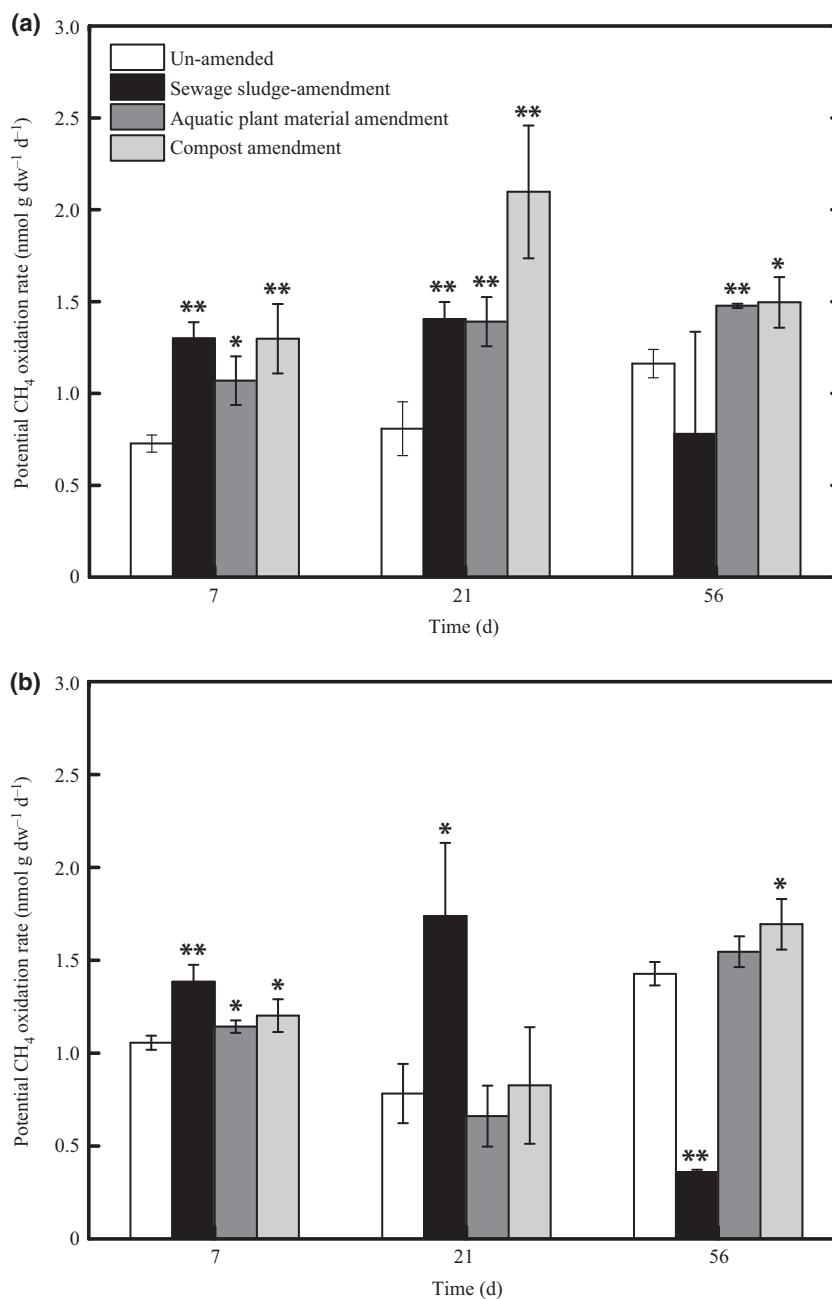 (a)
3.0
Un-amended
Sewage sludge-amendment
2.5
Aquatic plant material amendment
Compost amendment
**
2.0
** ** ** **
1.5
* ** *
1.0
0.5
0
Potential CH₄ oxidation rate (nmol g dw⁻¹ d⁻¹)
7 21 56
Time (d)
(b)
3.0
2.5
2.0
*
** *
1.5
* *
1.0
0.5
**
0
Potential CH₄ oxidation rate (nmol g dw⁻¹ d⁻¹)
7 21 56
Time (d)